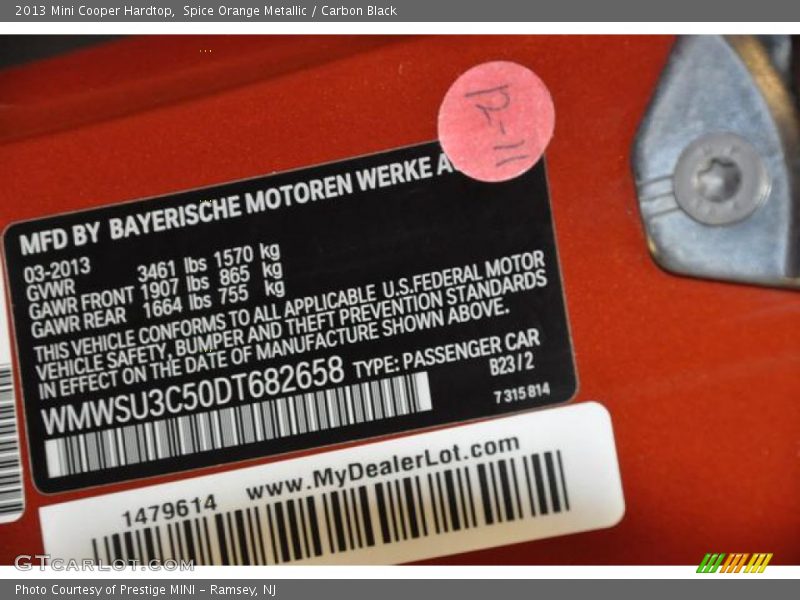 2013 Mini Cooper Hardtop,  Spice Orange Metallic / Carbon Black
12-11
MFD BY BAYERISCHE MOTOREN WERKE
03-2013
GVWR 3461 lbs 1570 kg
GAWR FRONT 1907 lbs 865 kg
GAWR REAR 1664 lbs 755 kg
THIS VEHICLE CONFORMS TO ALL APPLICABLE U.S.FEDERAL MOTOR
VEHICLE SAFETY, BUMPER AND THEFT PREVENTION STANDARDS
IN EFFECT ON THE DATE OF MANUFACTURE SHOWN ABOVE.
WMWSU3C50DT682658 TYPE: PASSENGER CAR
B23/2
7 315 814
1479614 www.MyDealerLot.com
GTCARLOT.COM
Photo Courtesy of Prestige MINI - Ramsey, NJ